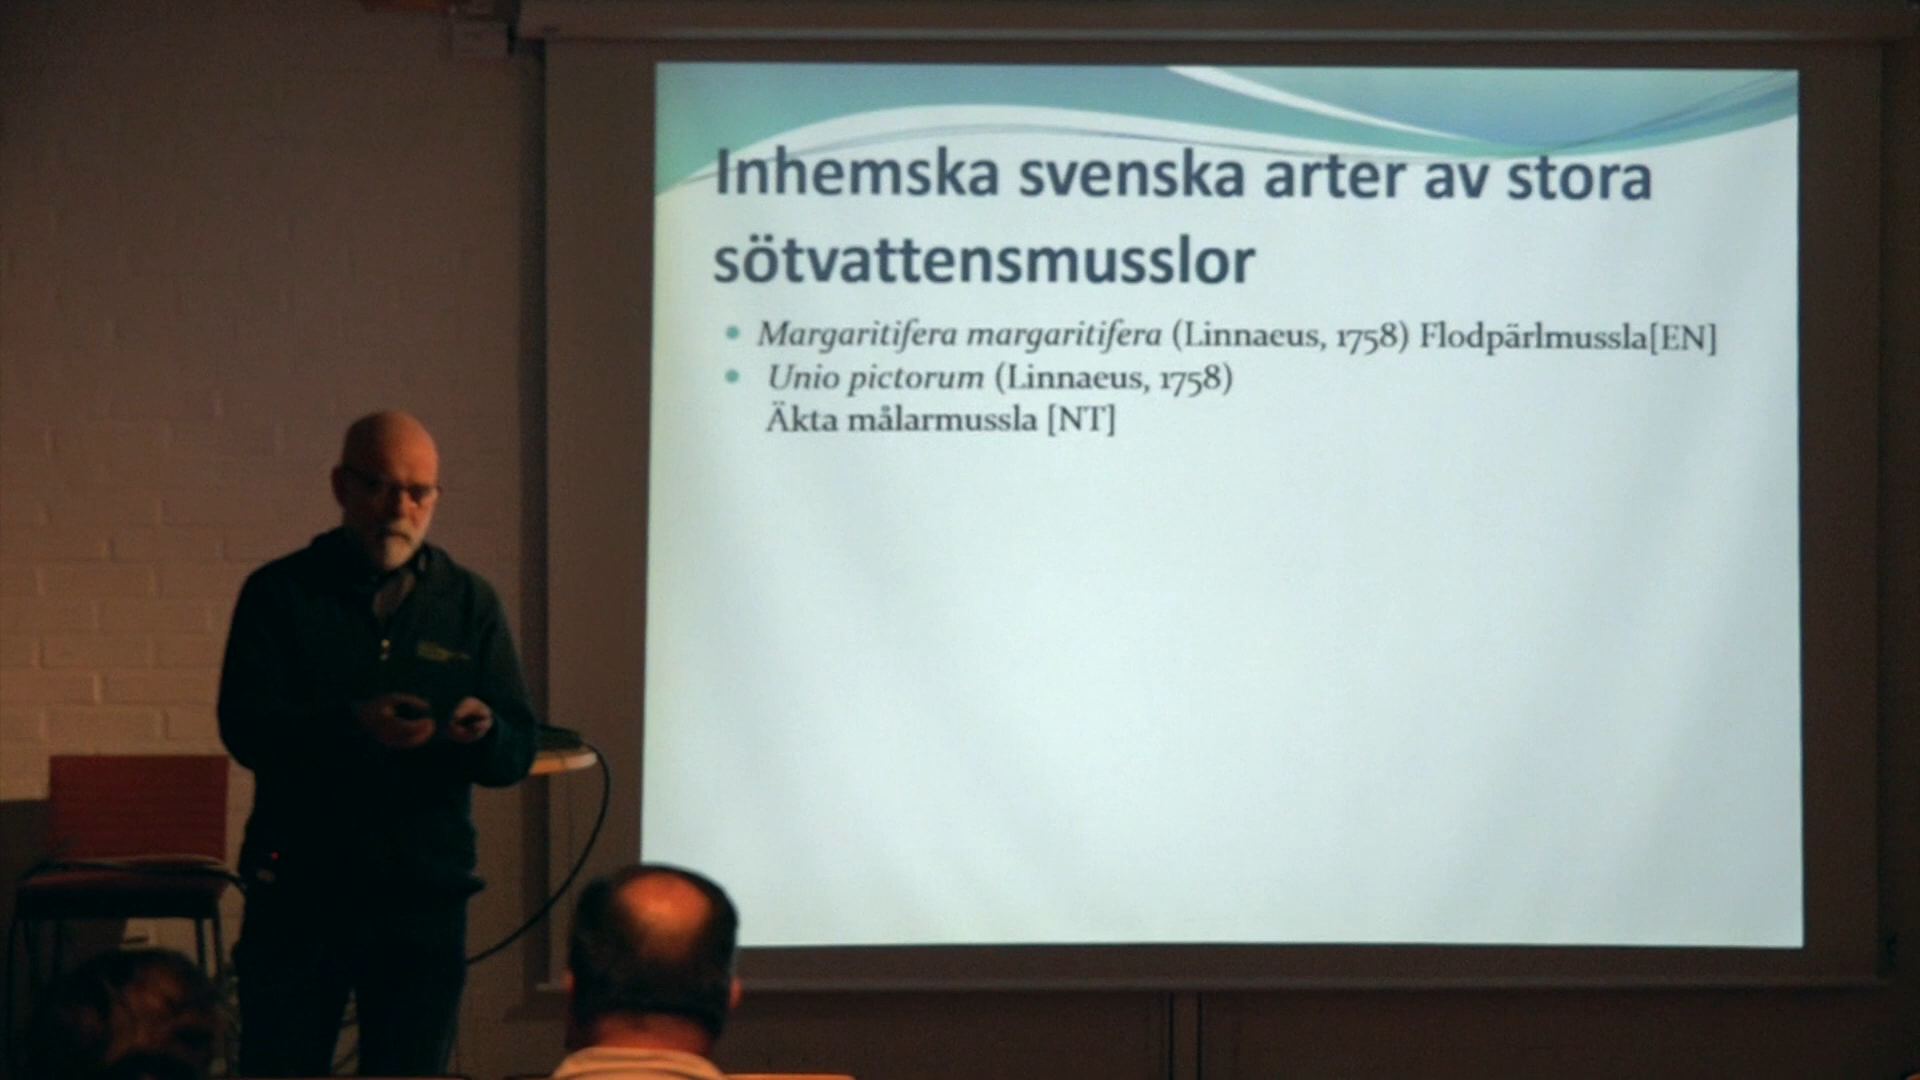 Inhemska svenska arter av stora
sötvattensmusslor
• Margaritifera margaritifera (Linnaeus, 1758) Flodpärlmussla[EN]
• Unio pictorum (Linnaeus, 1758)
Äkta målarmussla [NT]